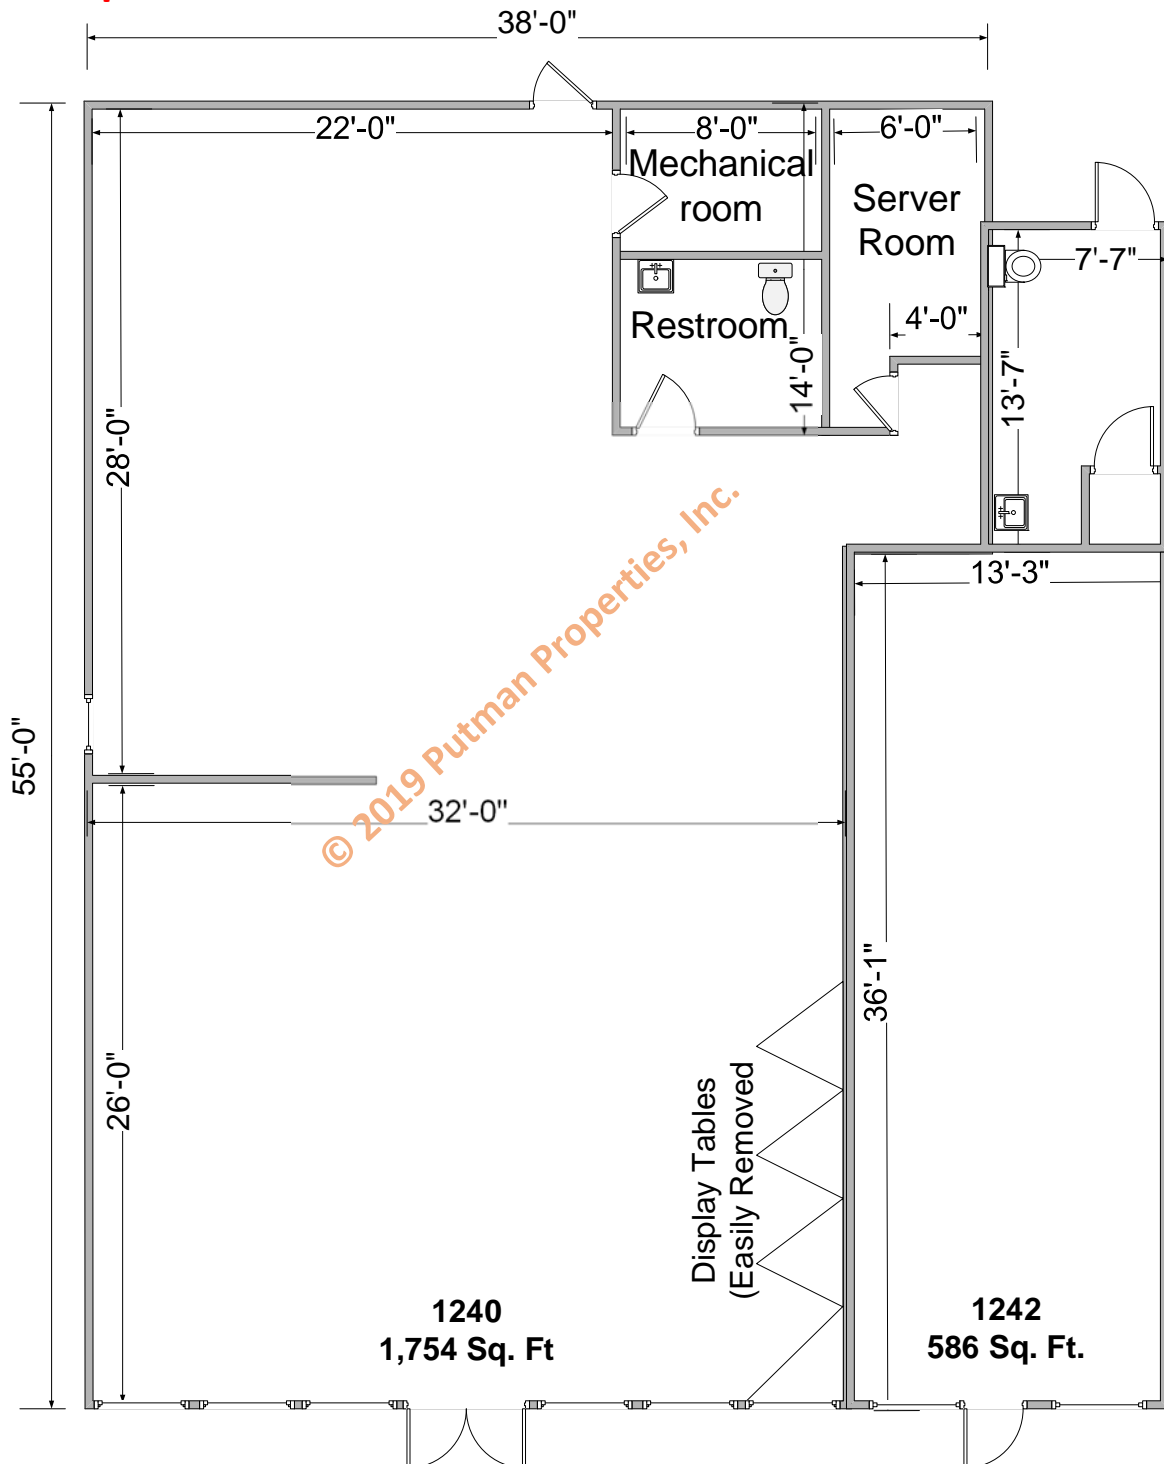 38'-0"
22'-0"
8'-0"
6'-0"
Mechanical
room
Server
Room
7'-7"
Restroom
4'-0"
14'-0"
13'-7"
28'-0"
13'-3"
55'-0"
© 2019 Putman Properties, Inc.
32'-0"
36'-1"
26'-0"
Display Tables
(Easily Removed
1240
1,754 Sq. Ft
1242
586 Sq. Ft.